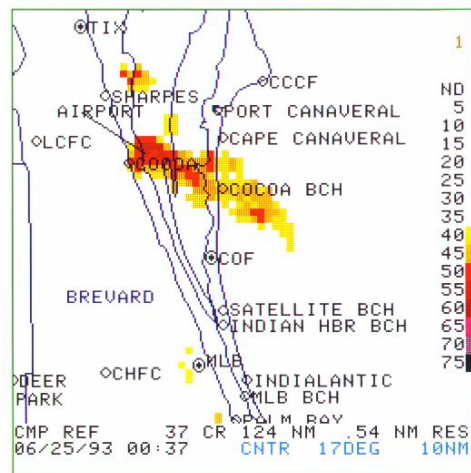 TIX
1
CCCF
ND
SHARPES
5
AIRPORT
PORT CANAVERAL
10
LCFC
CAPE CANAVERAL
15
COCOA
20
COCOA BCH
25
30
35
40
COF
45
BREVARD
50
SATELLITE BCH
55
INDIAN HBR BCH
60
65
MLB
70
CHFC
75
DEER
PARK
INDIALANTIC
MLB BCH
PALM BAY
CMP REF 37 CR 124 NM .54 NM RES
06/25/93 00:37 CNTR 17DEG 10NM